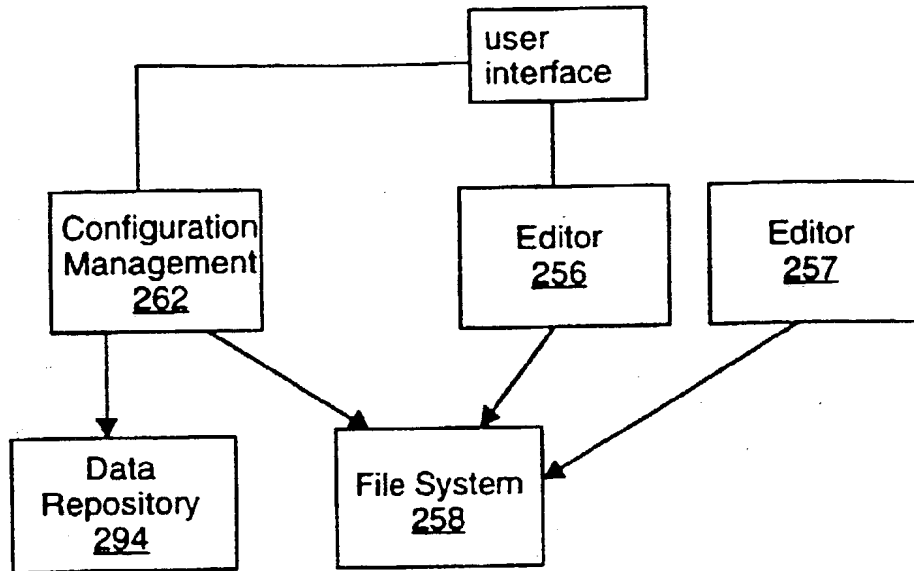 user
interface
Configuration
Management
262
Editor
256
Editor
257
Data
Repository
294
File System
258